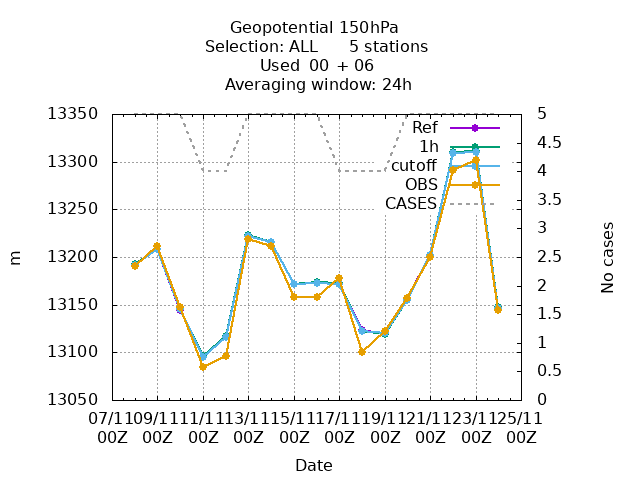 Geopotential 150hPa
Selection: ALL 5 stations
Used 00 + 06
Averaging window: 24h
13350
13300
13250
13200
13150
13100
13050
m
5
4.5
4
3.5
3
2.5
2
1.5
1
0.5
0
No cases
Ref
1h
cutoff
OBS
CASES
07/11 09/11 11/11 13/11 15/11 17/11 19/11 21/11 23/11 25/11
00Z 00Z 00Z 00Z 00Z 00Z 00Z 00Z 00Z 00Z
Date